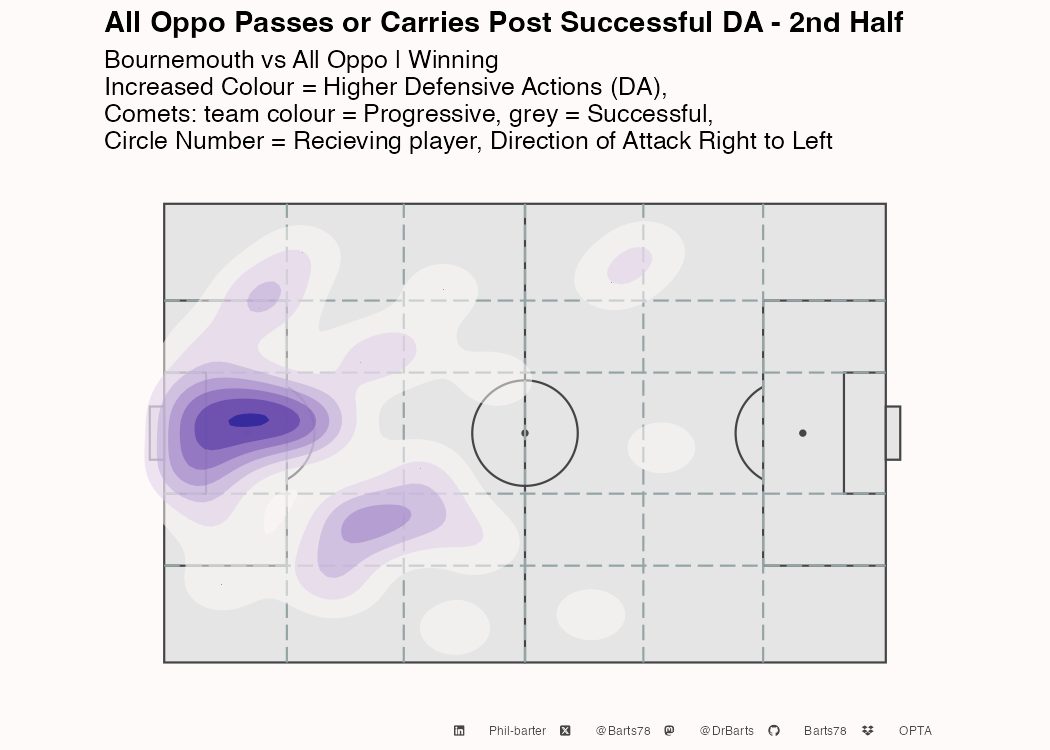 All Oppo Passes or Carries Post Successful DA - 2nd Half
Bournemouth vs All Oppo | Winning
Increased Colour = Higher Defensive Actions (DA),
Comets: team colour = Progressive, grey = Successful,
Circle Number = Recieving player, Direction of Attack Right to Left
Phil-barter @Barts78 @DrBarts Barts78 OPTA